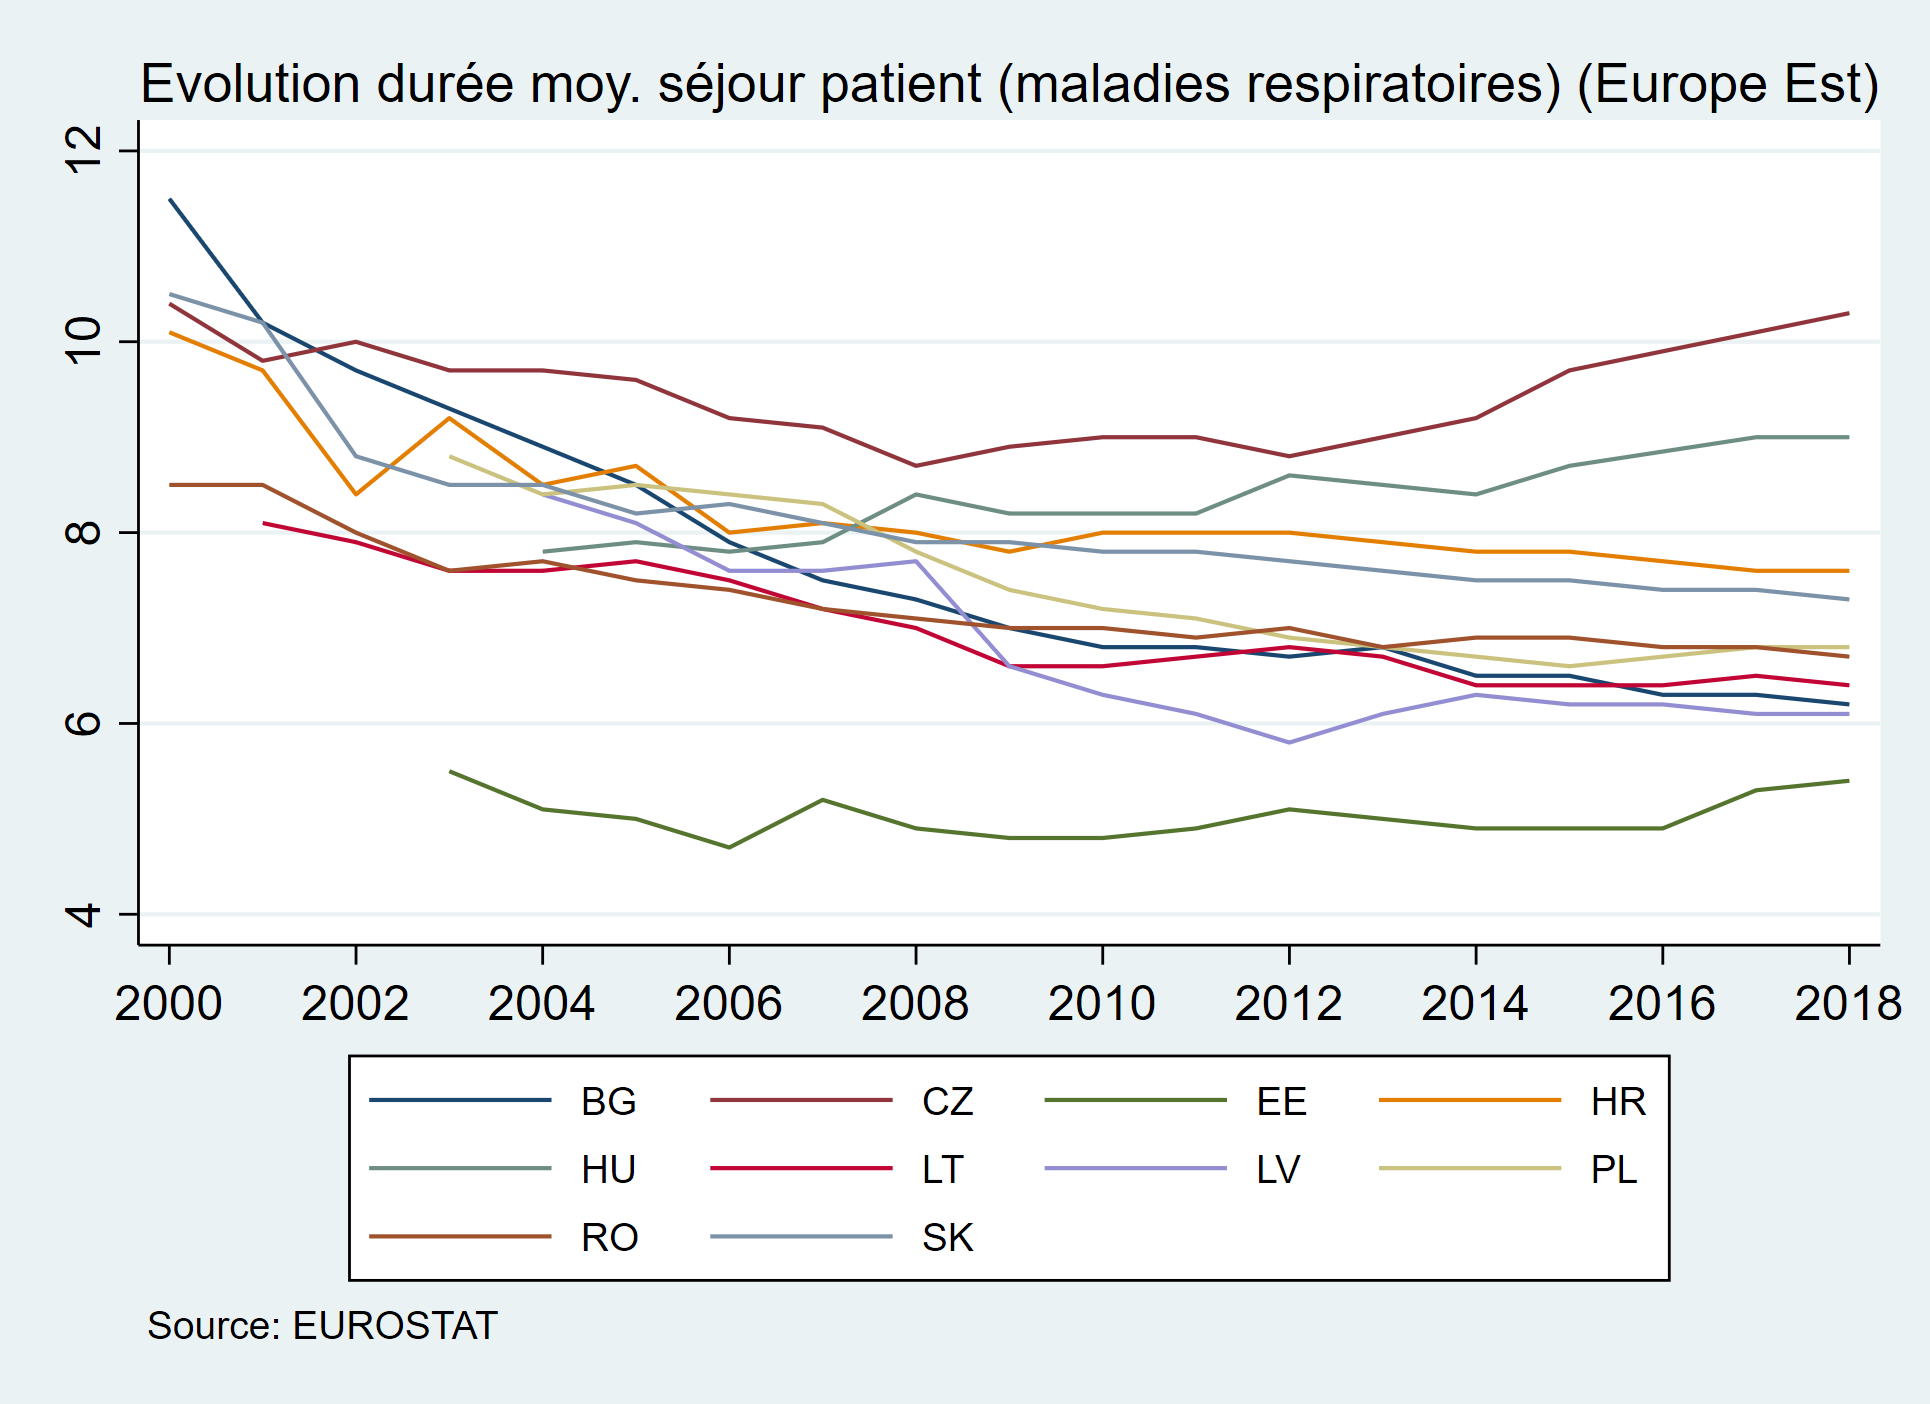 Evolution durée moy. séjour patient (maladies respiratoires) (Europe Est)
12
10
8
6
4
2000 2002 2004 2006 2008 2010 2012 2014 2016 2018
BG CZ EE HR
HU LT LV PL
RO SK
Source: EUROSTAT